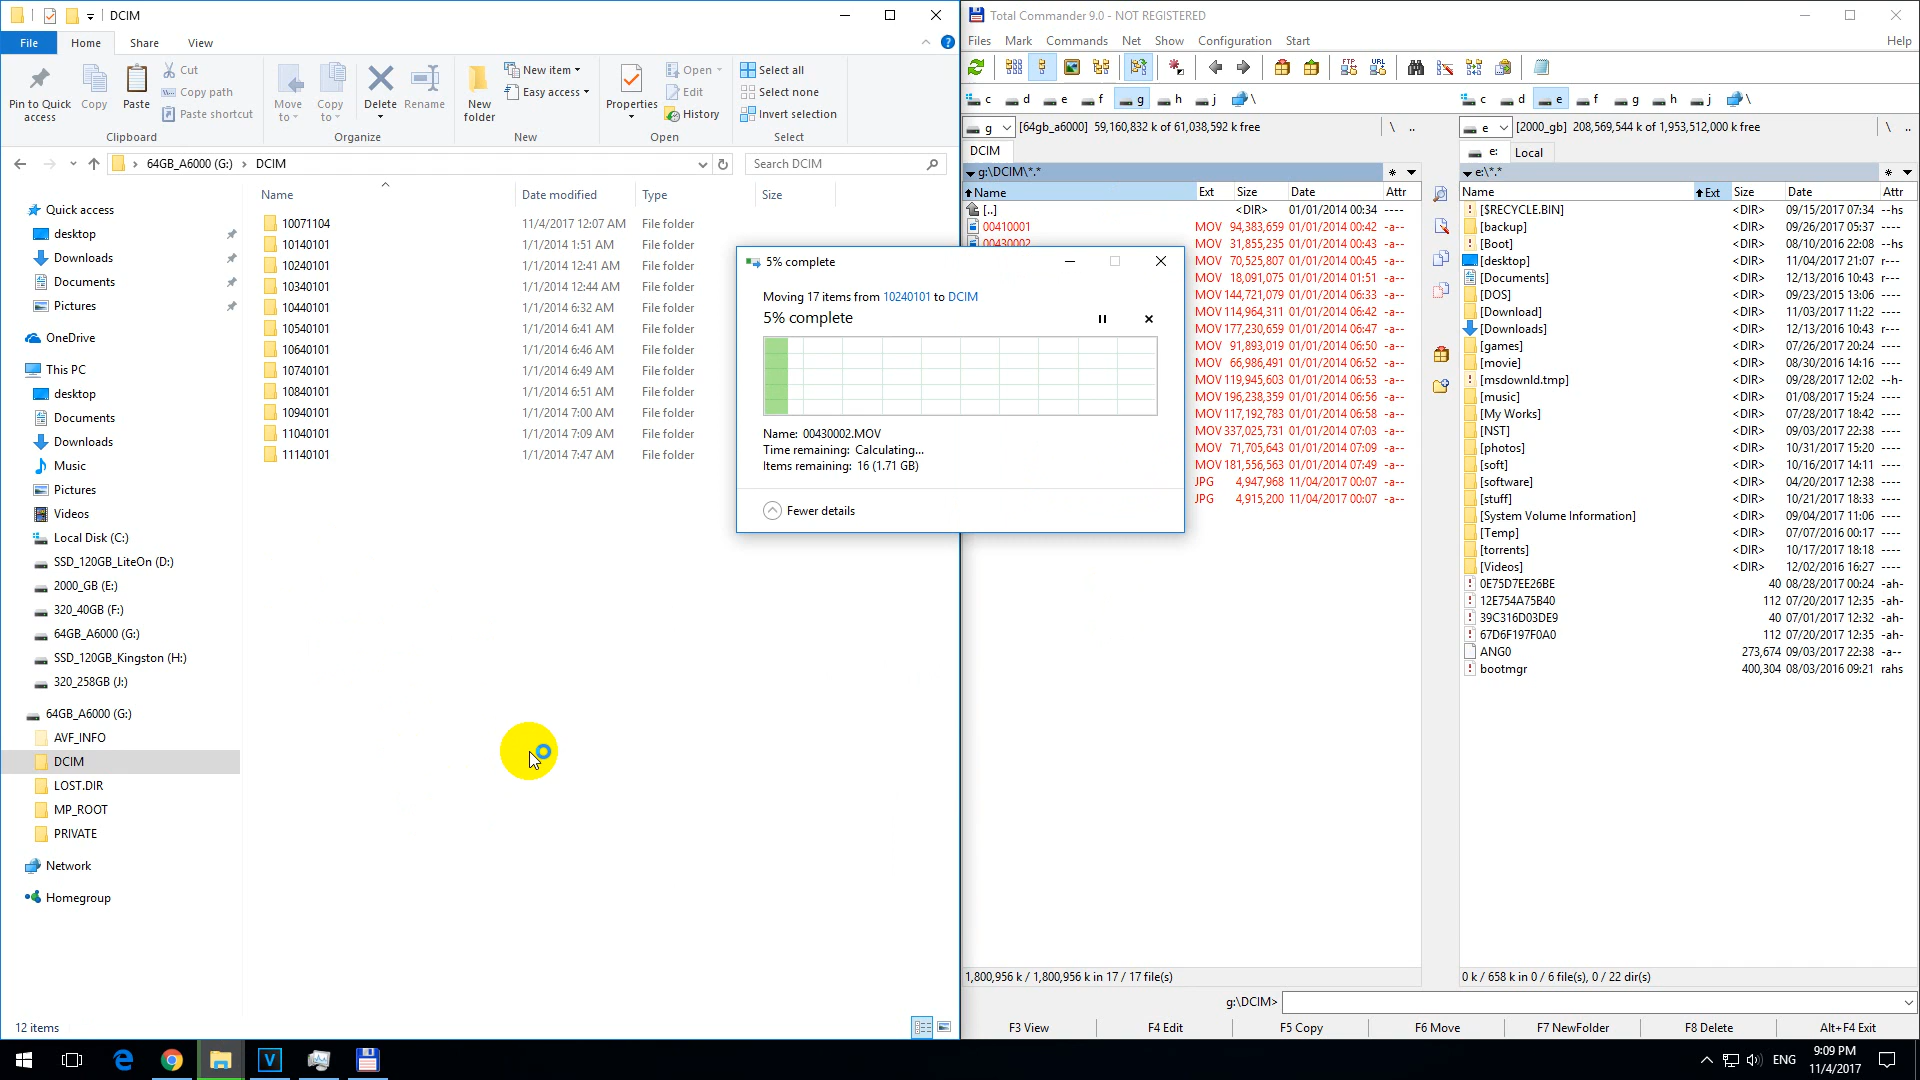 DCIM
File Home Share View
Pin to Quick access
Copy
Paste
Cut
Copy path
Paste shortcut
Clipboard
Move to
Copy to
Delete
Rename
Organize
New folder
New item
Easy access
New
Properties
Open
Edit
History
Open
Select all
Select none
Invert selection
Select
64GB_A6000 (G:) › DCIM
Search DCIM
Name Date modified Type Size
10071104 11/4/2017 12:07 AM File folder
10140101 1/1/2014 1:51 AM File folder
10240101 1/1/2014 12:41 AM File folder
10340101 1/1/2014 12:44 AM File folder
10440101 1/1/2014 6:32 AM File folder
10540101 1/1/2014 6:41 AM File folder
10640101 1/1/2014 6:46 AM File folder
10740101 1/1/2014 6:49 AM File folder
10840101 1/1/2014 6:51 AM File folder
10940101 1/1/2014 7:00 AM File folder
11040101 1/1/2014 7:09 AM File folder
11140101 1/1/2014 7:47 AM File folder
Quick access
desktop
Downloads
Documents
Pictures
OneDrive
This PC
desktop
Documents
Downloads
Music
Pictures
Videos
Local Disk (C:)
SSD_120GB_LiteOn (D:)
2000_GB (E:)
320_40GB (F:)
64GB_A6000 (G:)
SSD_120GB_Kingston (H:)
320_258GB (J:)
64GB_A6000 (G:)
AVF_INFO
DCIM
LOST.DIR
MP_ROOT
PRIVATE
Network
Homegroup
12 items
5% complete
Moving 17 items from 10240101 to DCIM
5% complete
Name: 00430002.MOV
Time remaining: Calculating...
Items remaining: 16 (1.71 GB)
Fewer details
Total Commander 9.0 - NOT REGISTERED
Files Mark Commands Net Show Configuration Start Help
FTP URL
c d e f g h j \
g [64gb_a6000] 59,160,832 k of 61,038,592 k free \ ..
DCIM
g:\DCIM\*.* * 
Name Ext Size Date Attr
[..] <DIR> 01/01/2014 00:34 ----
00410001 MOV 94,383,659 01/01/2014 00:42 -a--
00430002 MOV 31,855,235 01/01/2014 00:43 -a--
MOV 70,525,807 01/01/2014 00:45 -a--
MOV 18,091,075 01/01/2014 01:51 -a--
MOV 144,721,079 01/01/2014 06:33 -a--
MOV 114,964,311 01/01/2014 06:42 -a--
MOV 177,230,659 01/01/2014 06:47 -a--
MOV 91,893,019 01/01/2014 06:50 -a--
MOV 66,986,491 01/01/2014 06:52 -a--
MOV 119,945,603 01/01/2014 06:53 -a--
MOV 196,238,359 01/01/2014 06:56 -a--
MOV 117,192,783 01/01/2014 06:58 -a--
MOV 337,025,731 01/01/2014 07:03 -a--
MOV 71,705,643 01/01/2014 07:09 -a--
MOV 181,556,563 01/01/2014 07:49 -a--
JPG 4,947,968 11/04/2017 00:07 -a--
JPG 4,915,200 11/04/2017 00:07 -a--
1,800,956 k / 1,800,956 k in 17 / 17 file(s)
c d e f g h j \
e [2000_gb] 208,569,544 k of 1,953,512,000 k free \ ..
e: Local
e:\*.* *
Name Ext Size Date Attr
[$RECYCLE.BIN] <DIR> 09/15/2017 07:34 --hs
[backup] <DIR> 09/26/2017 05:37 ----
[Boot] <DIR> 08/10/2016 22:08 --hs
[desktop] <DIR> 11/04/2017 21:07 r---
[Documents] <DIR> 12/13/2016 10:43 r---
[DOS] <DIR> 09/23/2015 13:06 ----
[Download] <DIR> 11/03/2017 11:22 ----
[Downloads] <DIR> 12/13/2016 10:43 r---
[games] <DIR> 07/26/2017 20:24 ----
[movie] <DIR> 08/30/2016 14:16 ----
[msdownld.tmp] <DIR> 09/28/2017 12:02 --h-
[music] <DIR> 01/08/2017 15:24 ----
[My Works] <DIR> 07/28/2017 18:42 ----
[NST] <DIR> 09/03/2017 22:38 ----
[photos] <DIR> 10/31/2017 15:20 ----
[soft] <DIR> 10/16/2017 14:11 ----
[software] <DIR> 04/20/2017 12:38 ----
[stuff] <DIR> 10/21/2017 18:33 ----
[System Volume Information] <DIR> 09/04/2017 11:06 ----
[Temp] <DIR> 07/07/2016 00:17 ----
[torrents] <DIR> 10/17/2017 18:18 ----
[Videos] <DIR> 12/02/2016 16:27 ----
0E75D7EE26BE 40 08/28/2017 00:24 -ah-
12E754A75B40 112 07/20/2017 12:35 -ah-
39C316D03DE9 40 07/01/2017 12:32 -ah-
67D6F197F0A0 112 07/20/2017 12:35 -ah-
ANG0 273,674 09/03/2017 22:38 -a--
bootmgr 400,304 08/03/2016 09:21 rahs
0 k / 658 k in 0 / 6 file(s), 0 / 22 dir(s)
g:\DCIM>
F3 View F4 Edit F5 Copy F6 Move F7 NewFolder F8 Delete Alt+F4 Exit
ENG
9:09 PM
11/4/2017